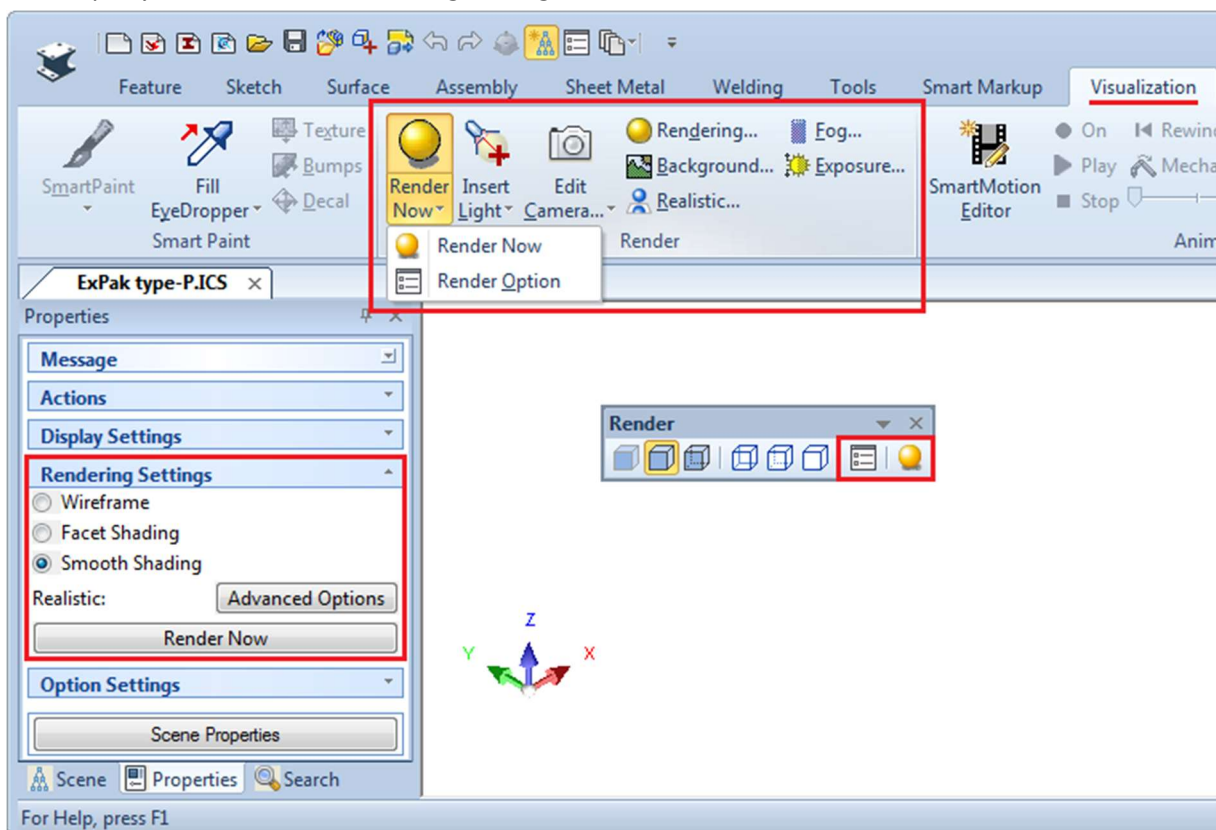 Feature Sketch Surface Assembly Sheet Metal Welding Tools Smart Markup Visualization
SmartPaint
Fill
EyeDropper
Texture
Bumps
Decal
Smart Paint
Render
Now
Insert
Light
Edit
Camera...
Rendering...
Background...
Realistic...
Fog...
Exposure...
Render
Render Now
Render Option
SmartMotion
Editor
On Rewin
Play Mecha
Stop
Anim
ExPak type-P.ICS
Properties
Message
Actions
Display Settings
Rendering Settings
Wireframe
Facet Shading
Smooth Shading
Realistic: Advanced Options
Render Now
Option Settings
Scene Properties
Scene Properties Search
For Help, press F1
Render
Z
Y X